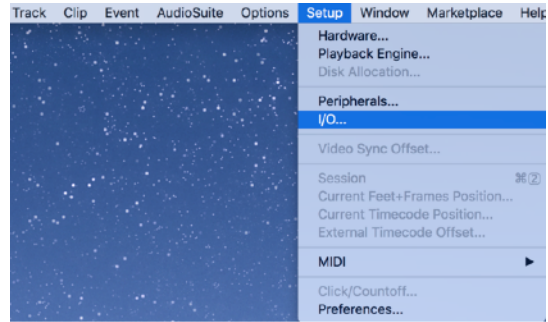 Track Clip Event AudioSuite Options Setup Window Marketplace Help
Hardware...
Playback Engine...
Disk Allocation...
Peripherals...
I/O...
Video Sync Offset...
Session ⌘2
Current Feet+Frames Position...
Current Timecode Position...
External Timecode Offset...
MIDI ▶
Click/Countoff...
Preferences...